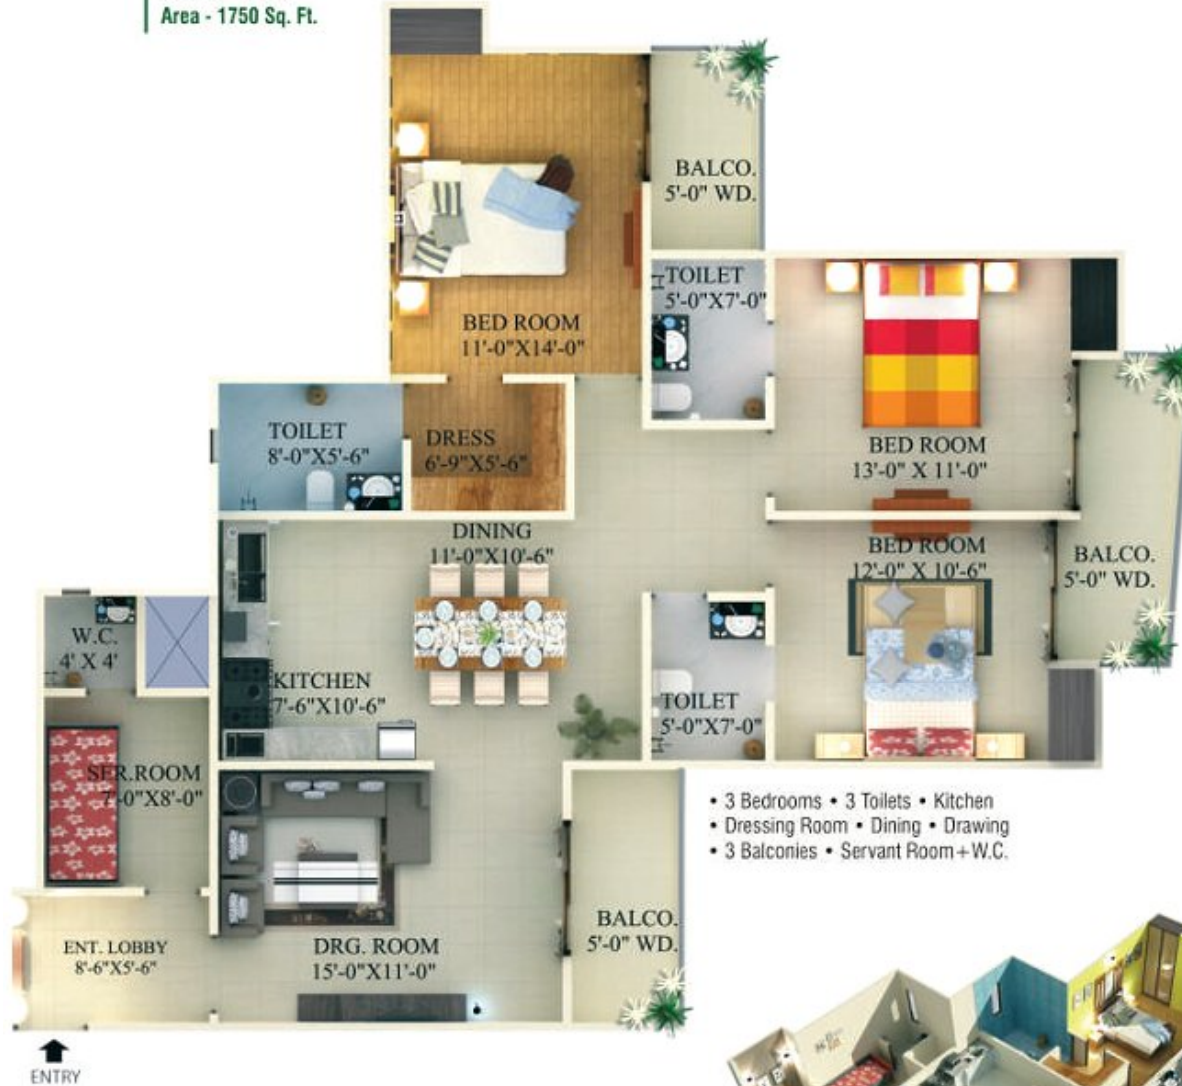 Area - 1750 Sq. Ft.
BALCO.
5'-0" WD.
TOILET
5'-0"X7'-0"
BED ROOM
11'-0"X14'-0"
TOILET
8'-0"X5'-6"
DRESS
6'-9"X5'-6"
BED ROOM
13'-0" X 11'-0"
DINING
11'-0"X10'-6"
BED ROOM
12'-0" X 10'-6"
BALCO.
5'-0" WD.
W.C.
4' X 4'
KITCHEN
7'-6"X10'-6"
TOILET
5'-0"X7'-0"
SER.ROOM
7'-0"X8'-0"
• 3 Bedrooms • 3 Toilets • Kitchen
• Dressing Room • Dining • Drawing
• 3 Balconies • Servant Room+W.C.
BALCO.
5'-0" WD.
ENT. LOBBY
8'-6"X5'-6"
DRG. ROOM
15'-0"X11'-0"
ENTRY